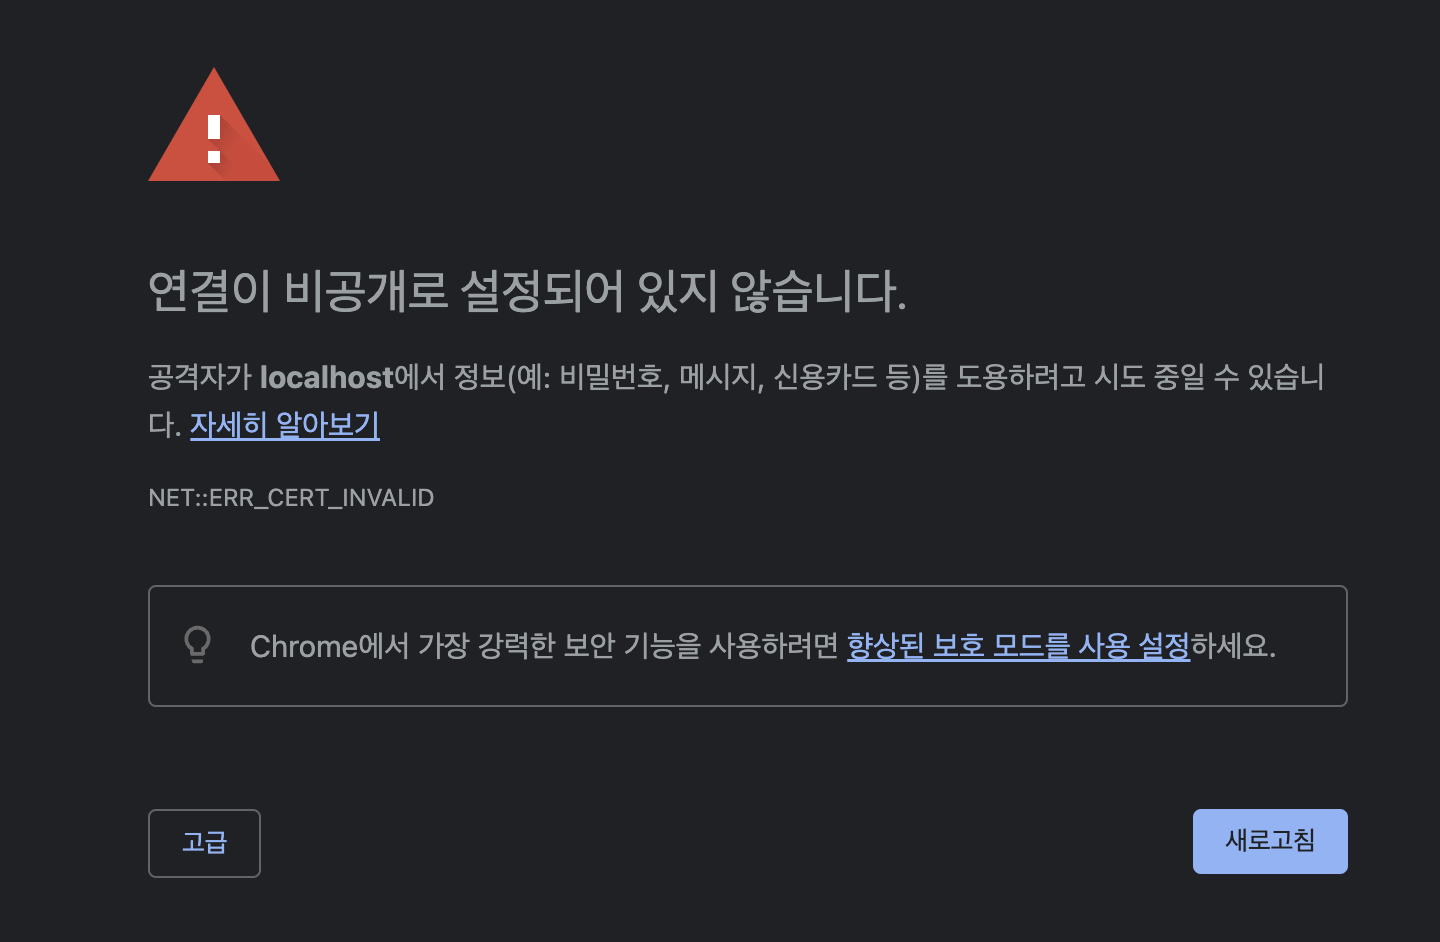 연결이 비공개로 설정되어 있지 않습니다.
공격자가 localhost에서 정보(예: 비밀번호, 메시지, 신용카드 등)를 도용하려고 시도 중일 수 있습니
다. 자세히 알아보기
NET::ERR_CERT_INVALID
Chrome에서 가장 강력한 보안 기능을 사용하려면 향상된 보호 모드를 사용 설정하세요.
고급
새로고침